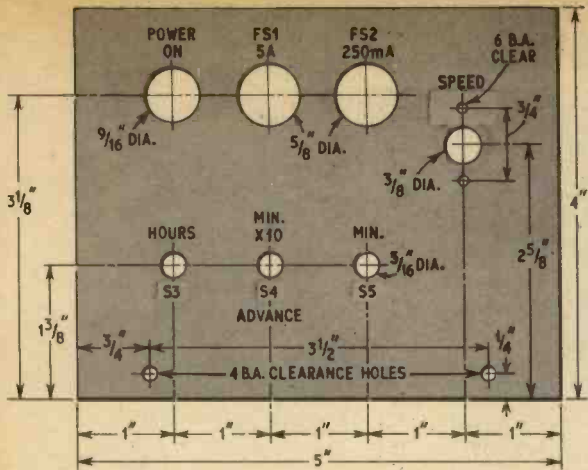 POWER ON
FS1 5A
FS2 250mA
6 B.A. CLEAR
SPEED
3/4"
9/16" DIA.
5/8" DIA.
3/8" DIA.
3 1/8"
4"
2 5/8"
HOURS
MIN. X10
MIN.
5/16" DIA.
S3
S4
S5
1 3/8"
ADVANCE
3/4"
3 1/2"
1/4"
4 B.A. CLEARANCE HOLES
1"
1"
1"
1"
1"
5"